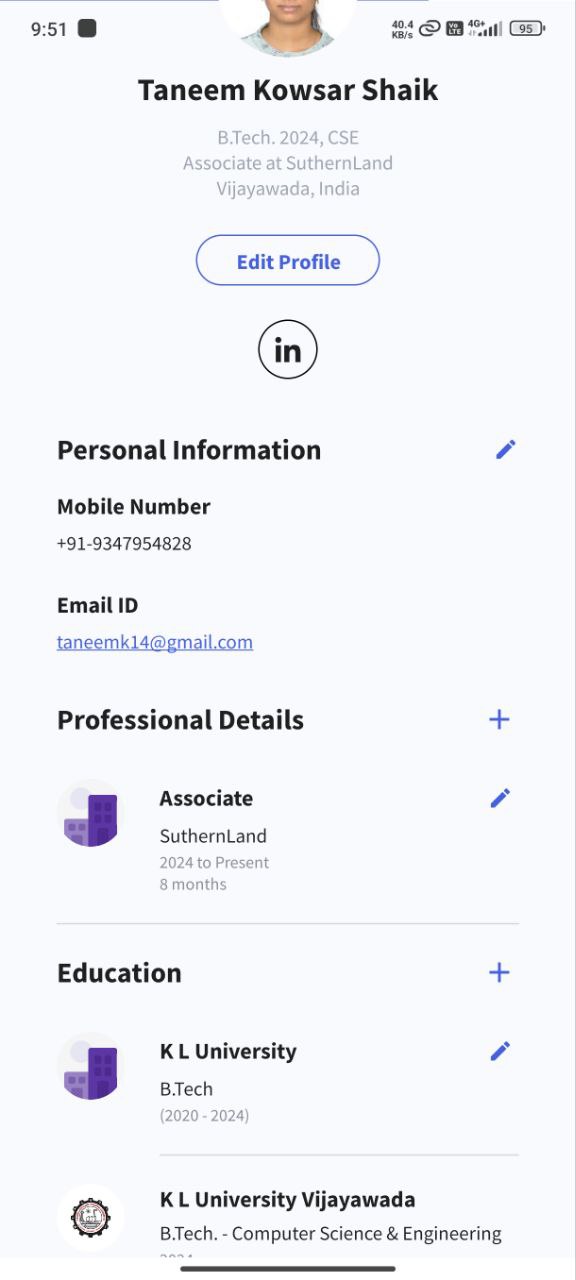 9:51
40.4 KB/s
Vo LTE
4G+
95
Taneem Kowsar Shaik
B.Tech. 2024, CSE
Associate at SuthernLand
Vijayawada, India
Edit Profile
in
Personal Information
Mobile Number
+91-9347954828
Email ID
taneemk14@gmail.com
Professional Details
Associate
SuthernLand
2024 to Present
8 months
Education
K L University
B.Tech
(2020 - 2024)
K L University Vijayawada
B.Tech. - Computer Science & Engineering